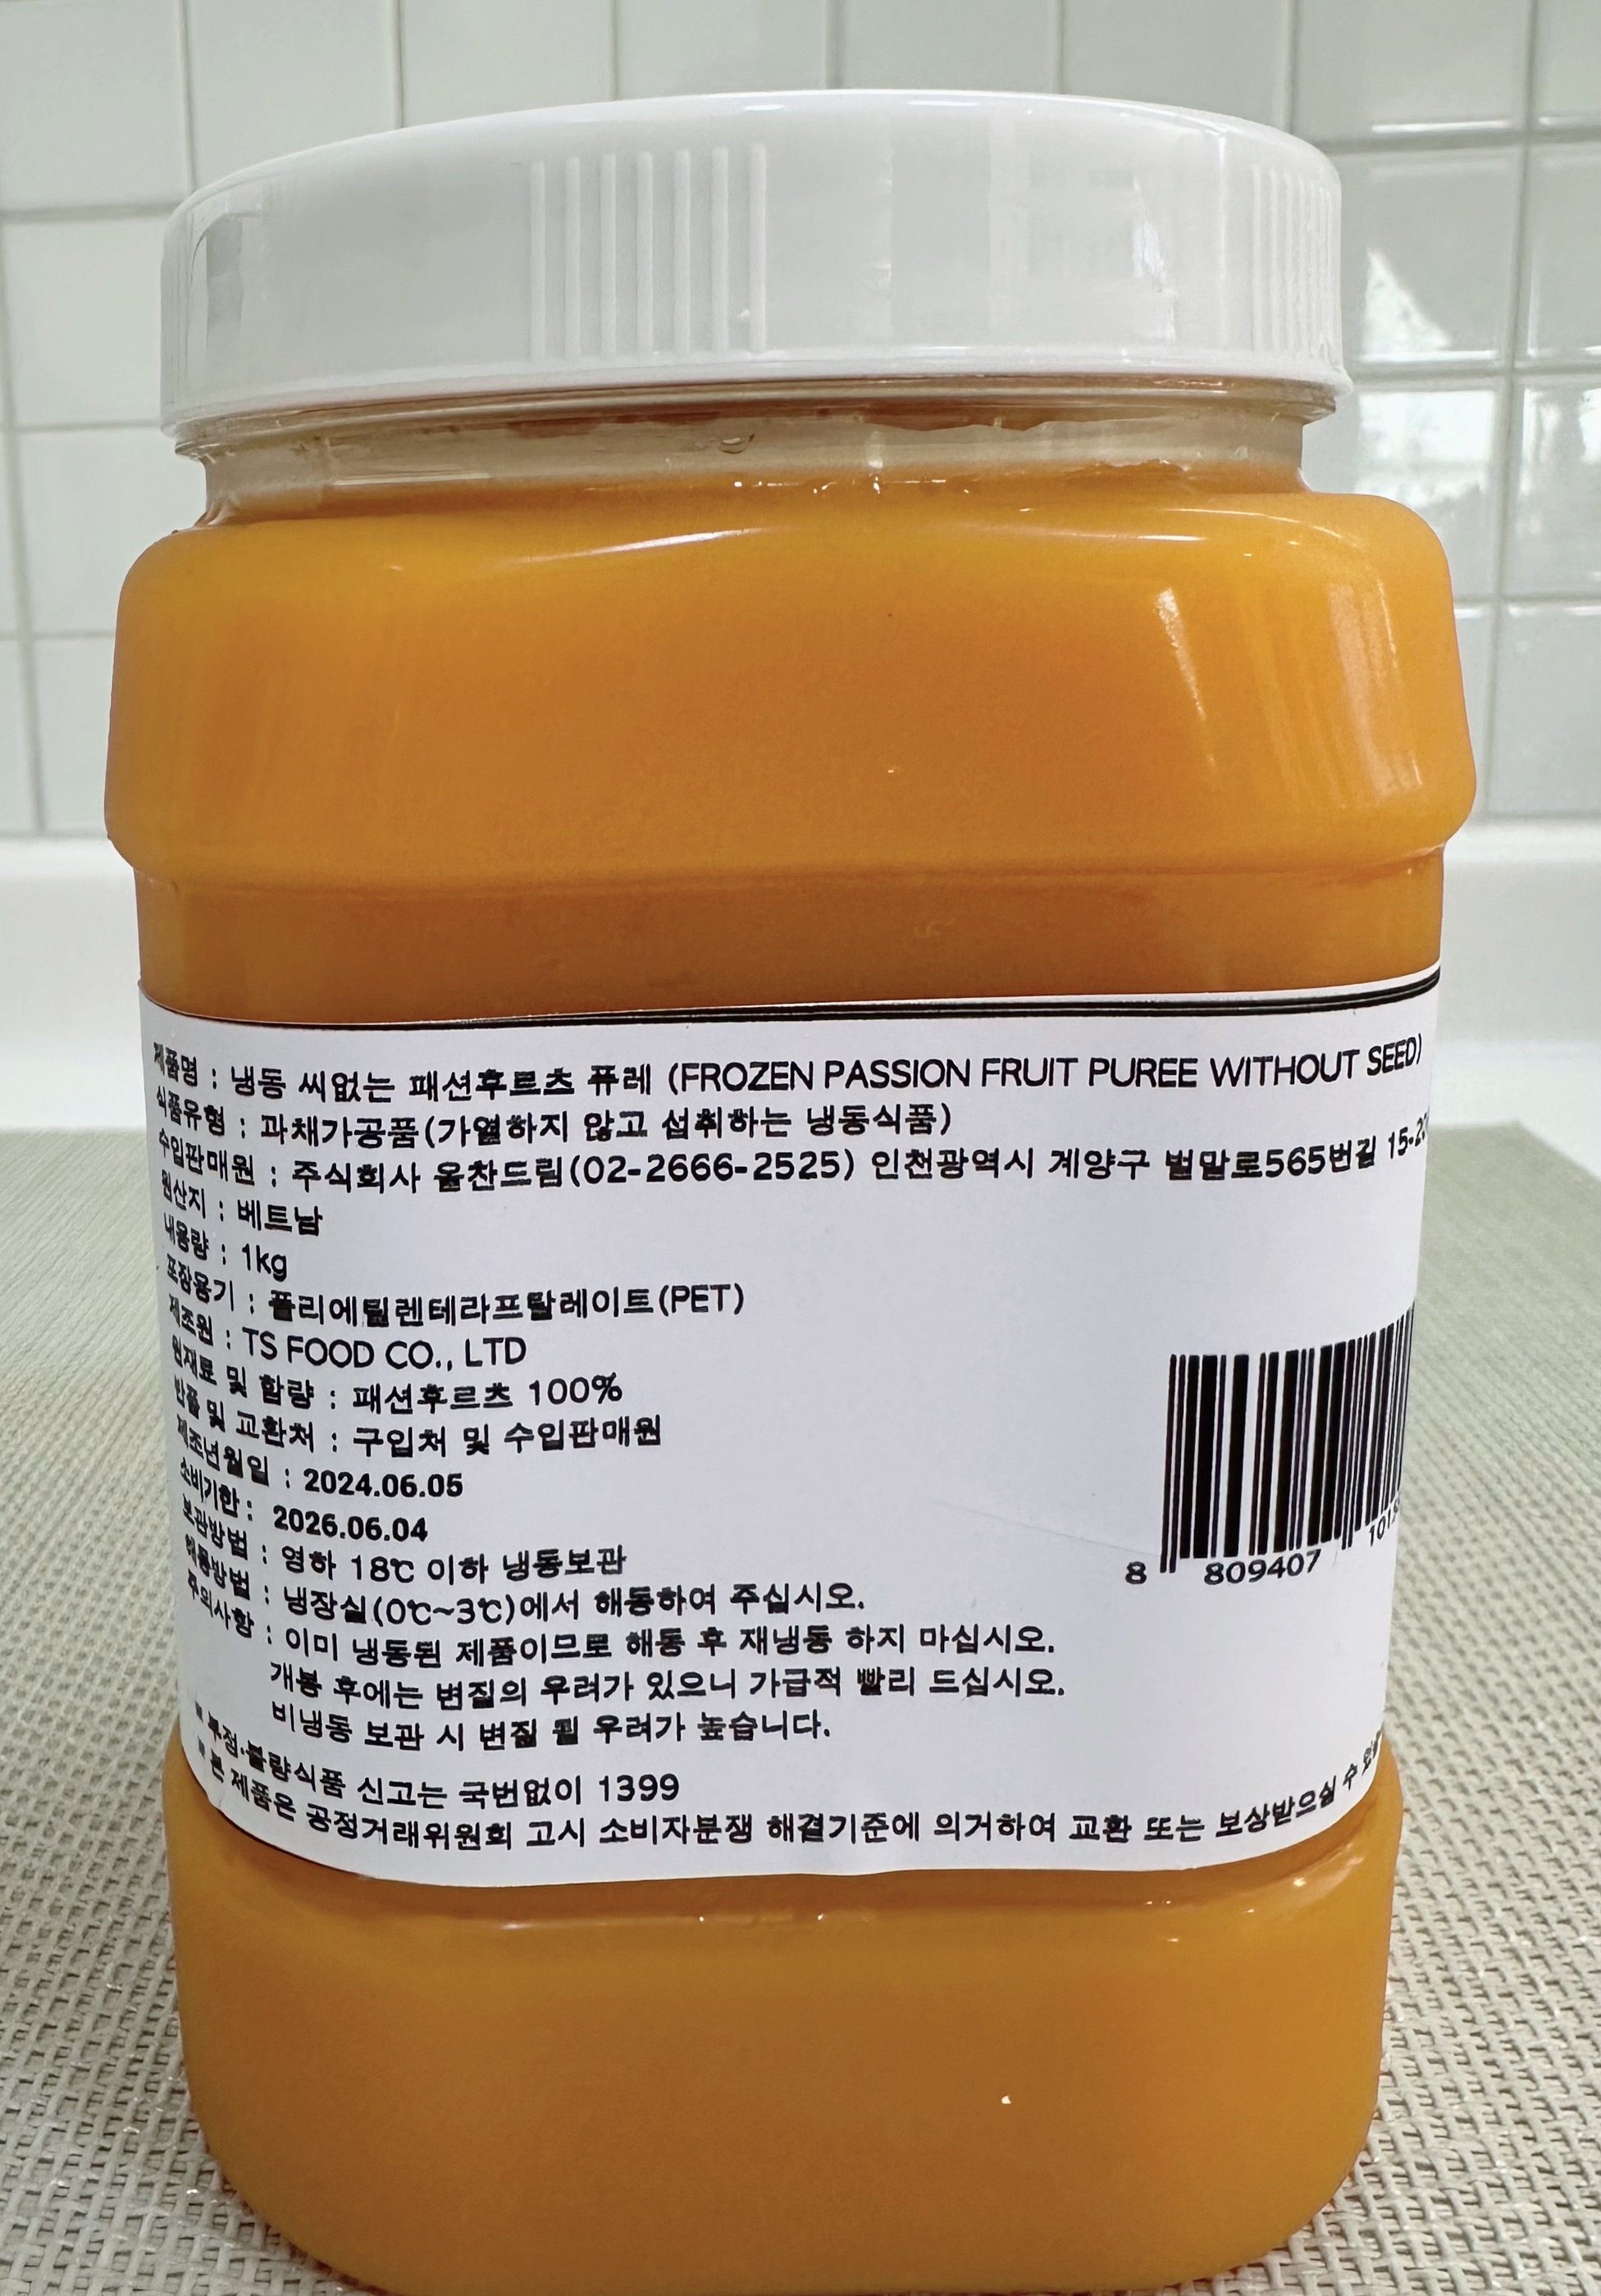 제품명 : 냉동 씨없는 패션후르츠 퓨레 (FROZEN PASSION FRUIT PUREE WITHOUT SEED)
식품유형 : 과채가공품(가열하지 않고 섭취하는 냉동식품)
수입판매원 : 주식회사 올찬드림(02-2666-2525) 인천광역시 계양구 벌말로565번길
원산지 : 베트남
내용량 : 1kg
포장용기 : 폴리에틸렌테라프탈레이트(PET)
제조원 : TS FOOD CO., LTD
원재료 및 함량 : 패션후르츠 100%
반품 및 교환처 : 구입처 및 수입판매원
제조년월일 : 2024.06.05
소비기한 : 2026.06.04
보관방법 : 영하 18℃ 이하 냉동보관
해동방법 : 냉장실(0℃~3℃)에서 해동하여 주십시오.
주의사항 : 이미 냉동된 제품이므로 해동 후 재냉동 하지 마십시오.
개봉 후에는 변질의 우려가 있으니 가급적 빨리 드십시오.
비냉동 보관 시 변질 될 우려가 높습니다.
■ 부정·불량식품 신고는 국번없이 1399
■ 본 제품은 공정거래위원회 고시 소비자분쟁 해결기준에 의거하여 교환 또는 보상받으실 수
8 809407